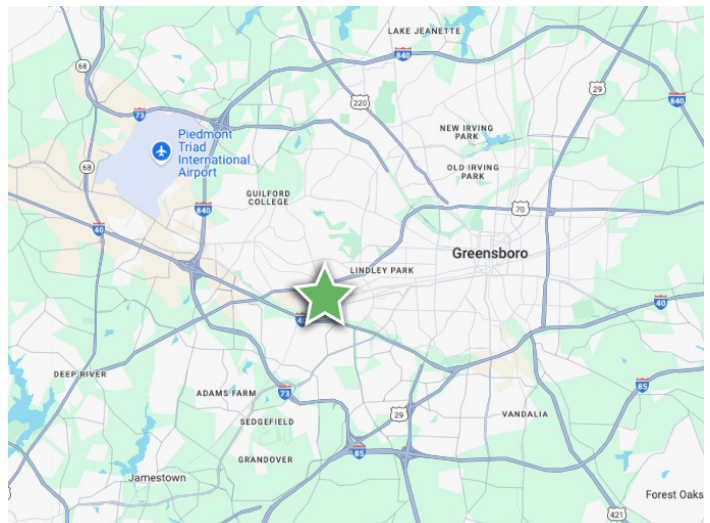 LAKE JEANETTE
840
68
29
220
840
73
NEW IRVING
PARK
Piedmont
Triad
International
Airport
68
OLD IRVING
PARK
GUILFORD
COLLEGE
840
70
40
Greensboro
LINDLEY PARK
40
DEEP RIVER
85
ADAMS FARM
73
29
VANDALIA
SEDGEFIELD
85
GRANDOVER
Jamestown
Forest Oaks
421